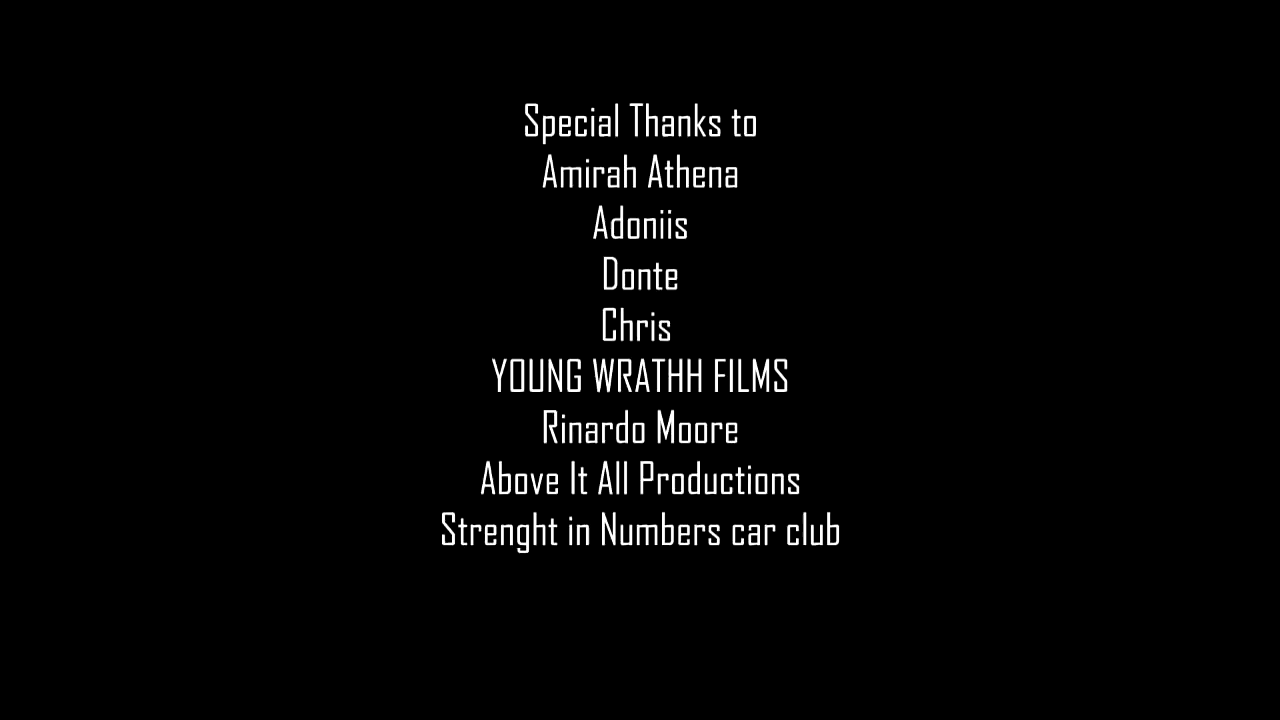 Special Thanks to
Amirah Athena
Adoniis
Donte
Chris
YOUNG WRATHH FILMS
Rinardo Moore
Above It All Productions
Strenght in Numbers car club